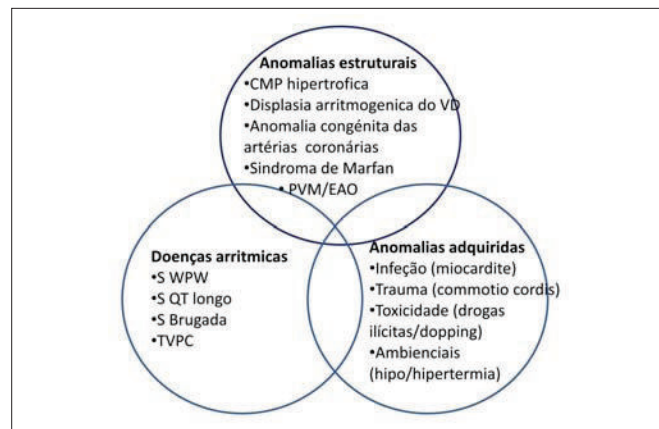 Anomalias estruturais
•CMP hipertrofica
•Displasia arritmogenica do VD
•Anomalia congénita das
artérias coronárias
•Sindroma de Marfan
• PVM/EAO
Doenças arritmicas
•S WPW
•S QT longo
•S Brugada
•TVPC
Anomalias adquiridas
•Infeção (miocardite)
•Trauma (commotio cordis)
•Toxicidade (drogas
ilícitas/dopping)
•Ambienciais
(hipo/hipertermia)